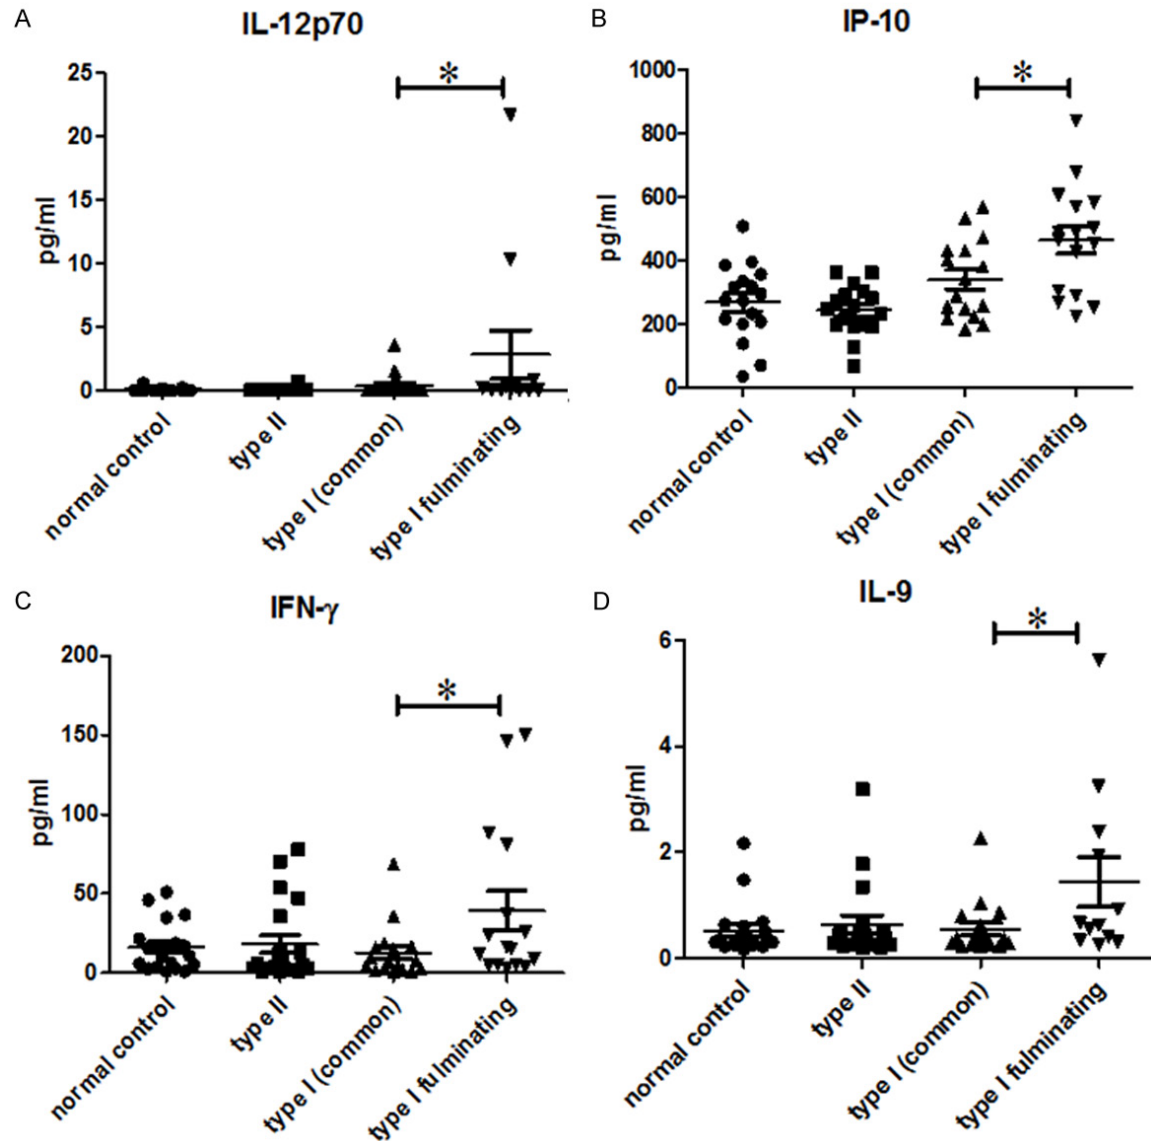 A
IL-12p70
*
25
20
15
10
5
0
pg/ml
normal control
type II
type I (common)
type I fulminating
B
IP-10
*
1000
800
600
400
200
0
pg/ml
normal control
type II
type I (common)
type I fulminating
C
IFN-γ
*
200
150
100
50
0
pg/ml
normal control
type II
type I (common)
type I fulminating
D
IL-9
*
6
4
2
0
pg/ml
normal control
type II
type I (common)
type I fulminating